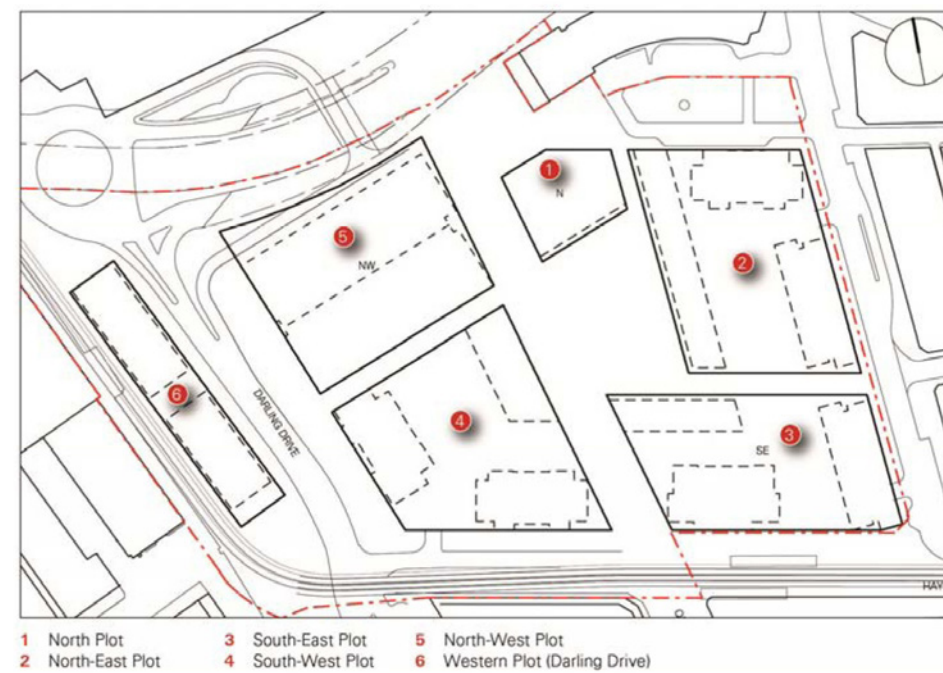 1
N
5
NW
2
6
DARLING DRIVE
4
3
SE
HAY
1 North Plot
2 North-East Plot
3 South-East Plot
4 South-West Plot
5 North-West Plot
6 Western Plot (Darling Drive)